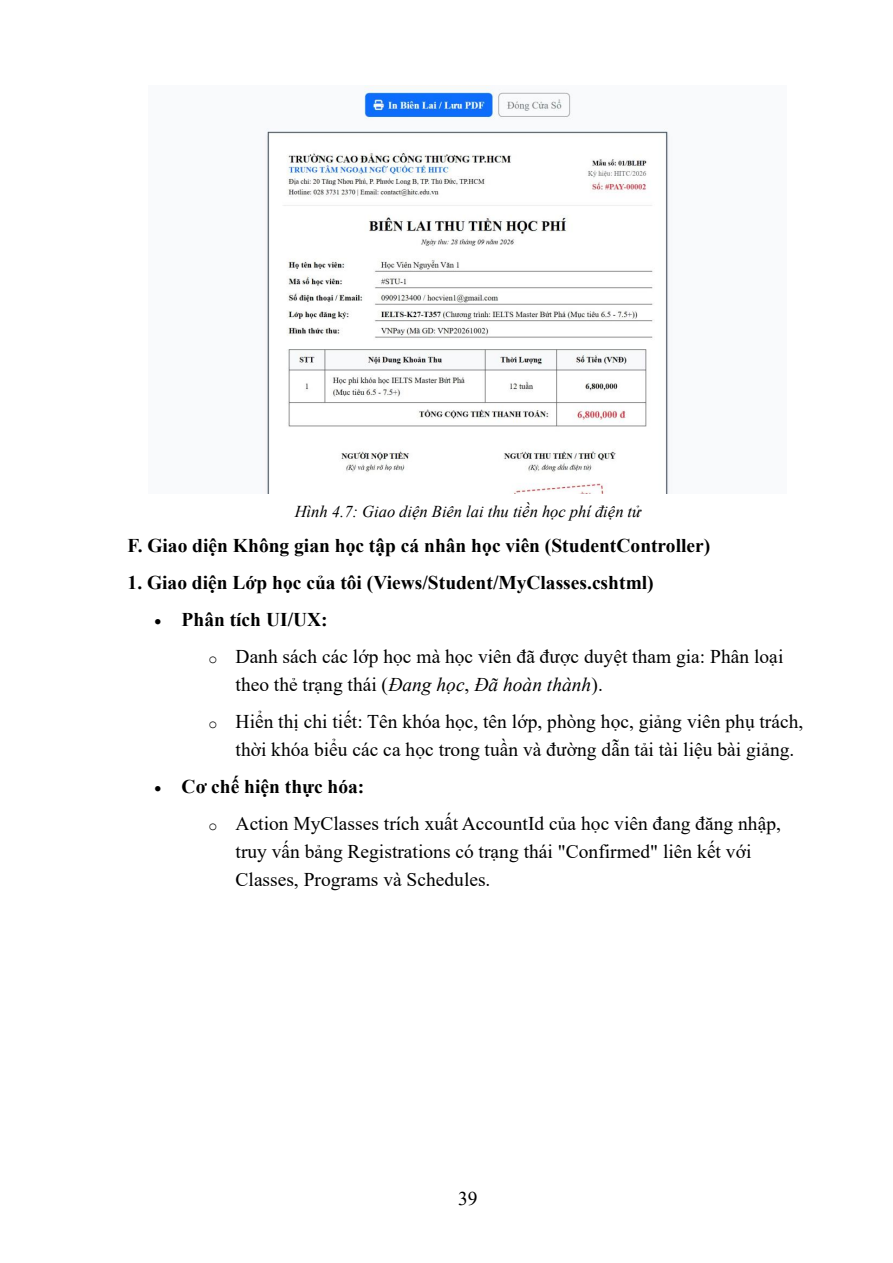 In Biên Lai / Lưu PDF
Đóng Cửa Sổ
TRƯỜNG CAO ĐẲNG CÔNG THƯƠNG TP.HCM
TRUNG TÂM NGOẠI NGỮ QUỐC TẾ HITC
Địa chỉ: 20 Tăng Nhơn Phú, P. Phước Long B, TP. Thủ Đức, TP.HCM
Hotline: 028 3731 2370 | Email: contact@hitc.edu.vn
Mẫu số: 01/BLHP
Ký hiệu: HITC/2026
Số: #PAY-00002
BIÊN LAI THU TIỀN HỌC PHÍ
Ngày thu: 28 tháng 09 năm 2026
Họ tên học viên: Học Viên Nguyễn Văn 1
Mã số học viên: #STU-1
Số điện thoại / Email: 0909123400 / hocvien1@gmail.com
Lớp học đăng ký: IELTS-K27-T357 (Chương trình: IELTS Master Bứt Phá (Mục tiêu 6.5 - 7.5+))
Hình thức thu: VNPay (Mã GD: VNP20261002)
STT Nội Dung Khoản Thu Thời Lượng Số Tiền (VNĐ)
1 Học phí khóa học IELTS Master Bứt Phá 12 tuần 6,800,000
(Mục tiêu 6.5 - 7.5+)
TỔNG CỘNG TIỀN THANH TOÁN: 6,800,000 đ
NGƯỜI NỘP TIỀN NGƯỜI THU TIỀN / THỦ QUỸ
(Ký và ghi rõ họ tên) (Ký, đóng dấu điện tử)
Hình 4.7: Giao diện Biên lai thu tiền học phí điện tử
F. Giao diện Không gian học tập cá nhân học viên (StudentController)
1. Giao diện Lớp học của tôi (Views/Student/MyClasses.cshtml)
• Phân tích UI/UX:
o Danh sách các lớp học mà học viên đã được duyệt tham gia: Phân loại
theo thẻ trạng thái (Đang học, Đã hoàn thành).
o Hiển thị chi tiết: Tên khóa học, tên lớp, phòng học, giảng viên phụ trách,
thời khóa biểu các ca học trong tuần và đường dẫn tải tài liệu bài giảng.
• Cơ chế hiện thực hóa:
o Action MyClasses trích xuất AccountId của học viên đang đăng nhập,
truy vấn bảng Registrations có trạng thái "Confirmed" liên kết với
Classes, Programs và Schedules.
39